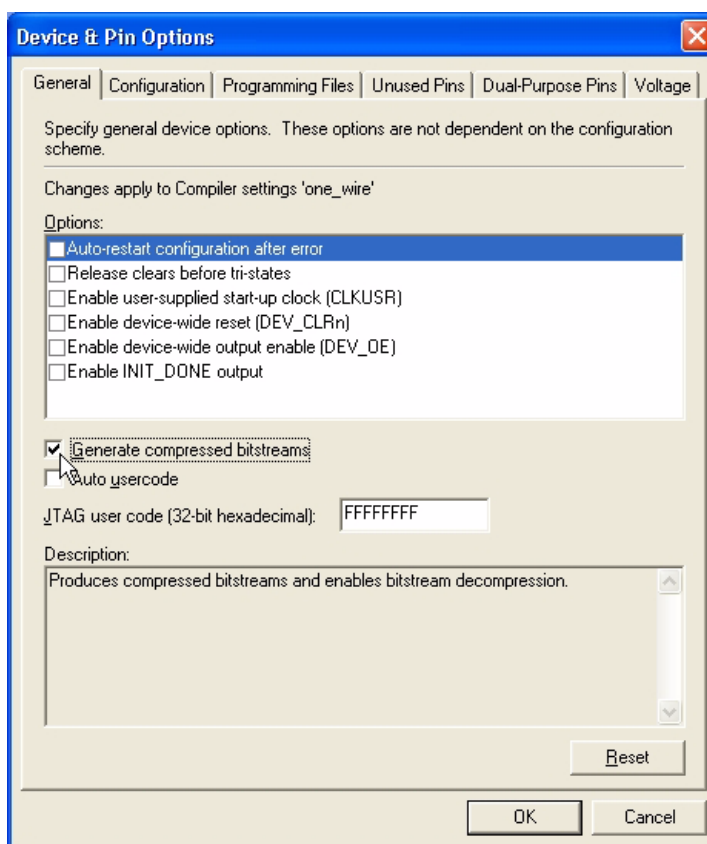 Device & Pin Options
General
Configuration
Programming Files
Unused Pins
Dual-Purpose Pins
Voltage
Specify general device options.  These options are not dependent on the configuration
scheme.
Changes apply to Compiler settings 'one_wire'
Options:
Auto-restart configuration after error
Release clears before tri-states
Enable user-supplied start-up clock (CLKUSR)
Enable device-wide reset (DEV_CLRn)
Enable device-wide output enable (DEV_OE)
Enable INIT_DONE output
Generate compressed bitstreams
Auto usercode
JTAG user code (32-bit hexadecimal):
FFFFFFFF
Description:
Produces compressed bitstreams and enables bitstream decompression.
Reset
OK
Cancel